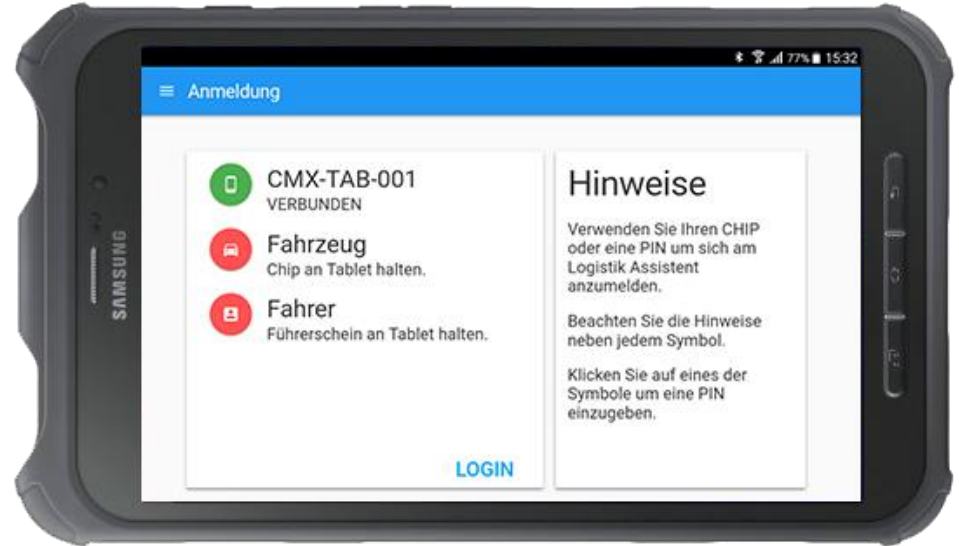 77% 15:32
Anmeldung
CMX-TAB-001
VERBUNDEN
Fahrzeug
Chip an Tablet halten.
Fahrer
Führerschein an Tablet halten.
LOGIN
Hinweise
Verwenden Sie Ihren CHIP
oder eine PIN um sich am
Logistik Assistent
anzumelden.
Beachten Sie die Hinweise
neben jedem Symbol.
Klicken Sie auf eines der
Symbole um eine PIN
einzugeben.
SAMSUNG